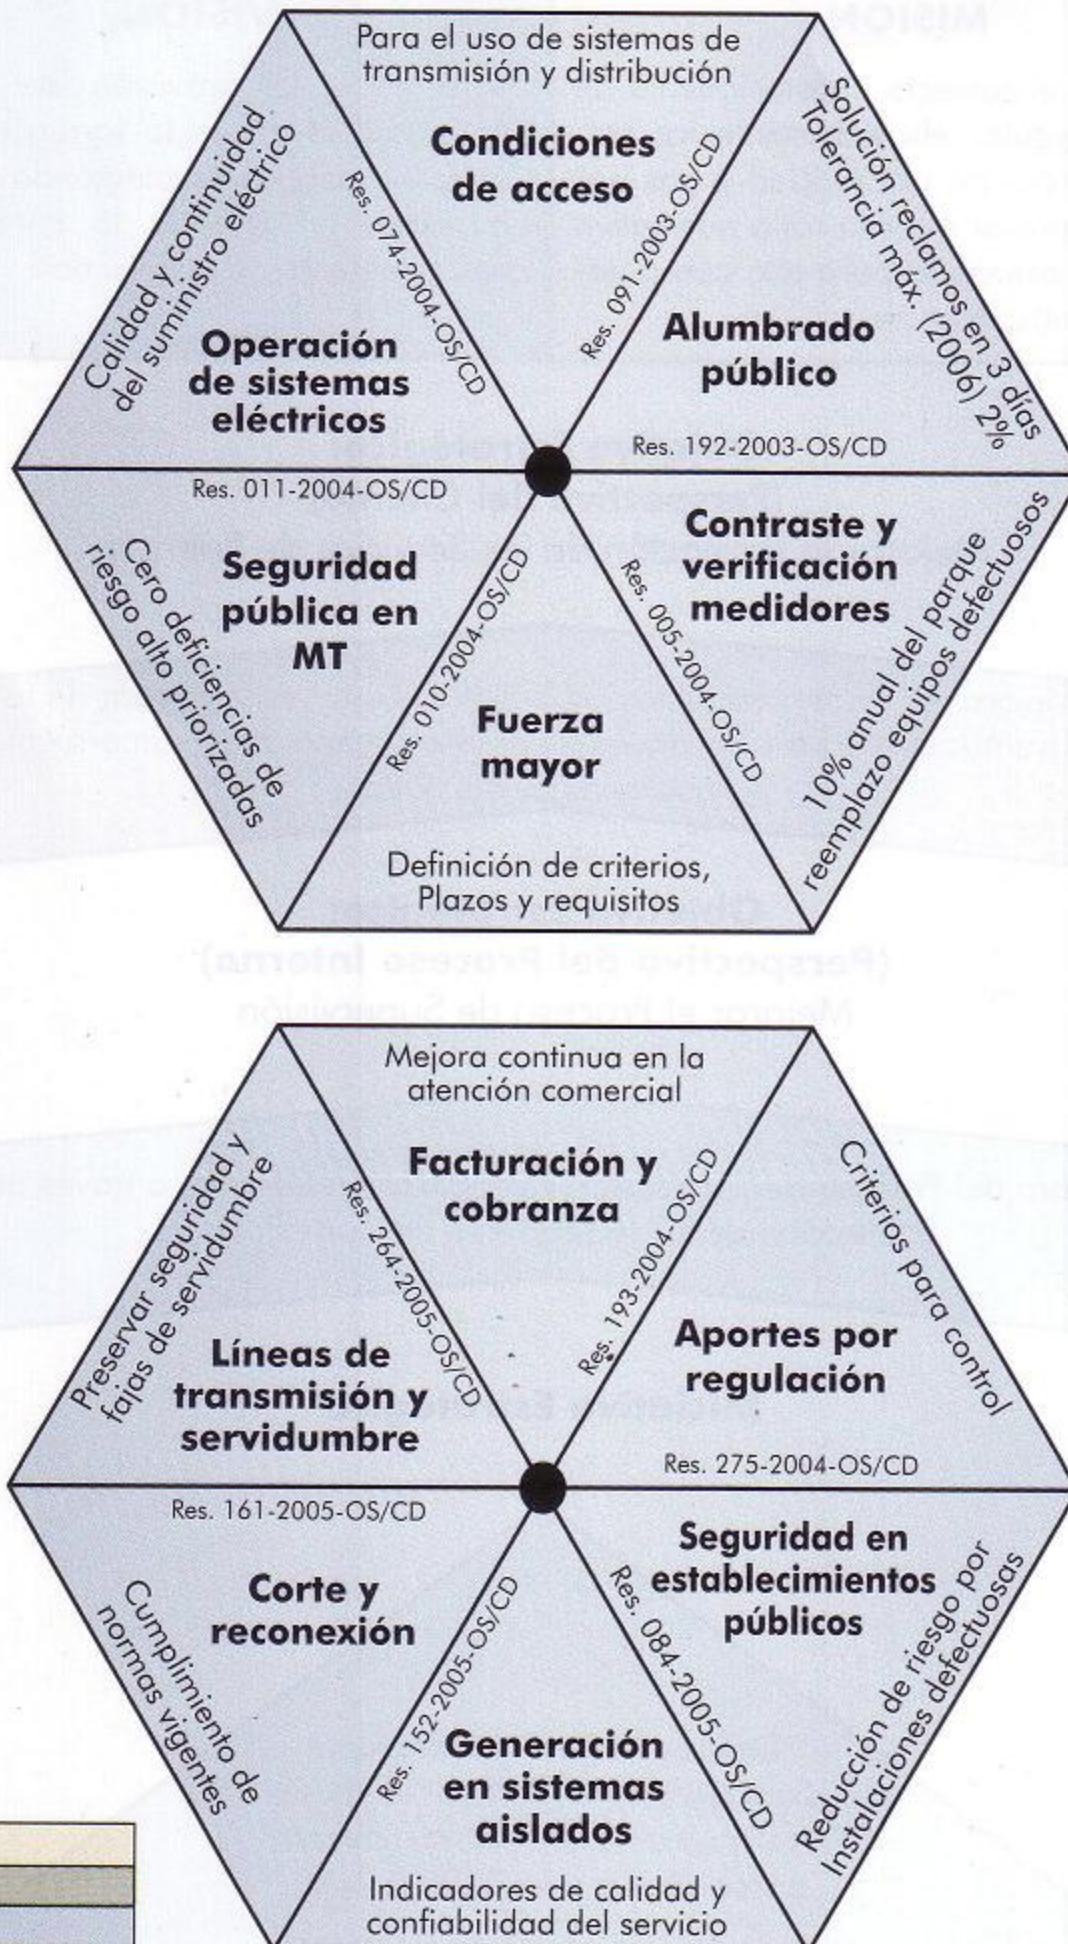 Para el uso de sistemas de
transmisión y distribución
Condiciones
de acceso
Res. 091-2003-OS/CD
Solución reclamos en 3 días
Tolerancia máx. (2006) 2%
Alumbrado
público
Res. 192-2003-OS/CD
Contraste y
verificación
medidores
Res. 005-2004-OS/CD
10% anual del parque
reemplazo equipos defectuosos
Fuerza
mayor
Definición de criterios,
Plazos y requisitos
Res. 010-2004-OS/CD
Seguridad
pública en
MT
Cero deficiencias de
riesgo alto priorizadas
Res. 011-2004-OS/CD
Operación
de sistemas
eléctricos
Calidad y continuidad
del suministro eléctrico
Res. 074-2004-OS/CD
Mejora continua en la
atención comercial
Facturación y
cobranza
Res. 193-2004-OS/CD
Criterios para control
Aportes por
regulación
Res. 275-2004-OS/CD
Seguridad en
establecimientos
públicos
Res. 084-2005-OS/CD
Reducción de riesgo por
Instalaciones defectuosas
Generación
en sistemas
aislados
Indicadores de calidad y
confiabilidad del servicio
Res. 152-2005-OS/CD
Corte y
reconexión
Cumplimiento de
normas vigentes
Res. 161-2005-OS/CD
Líneas de
transmisión y
servidumbre
Preservar seguridad y
fajas de servidumbre
Res. 264-2005-OS/CD